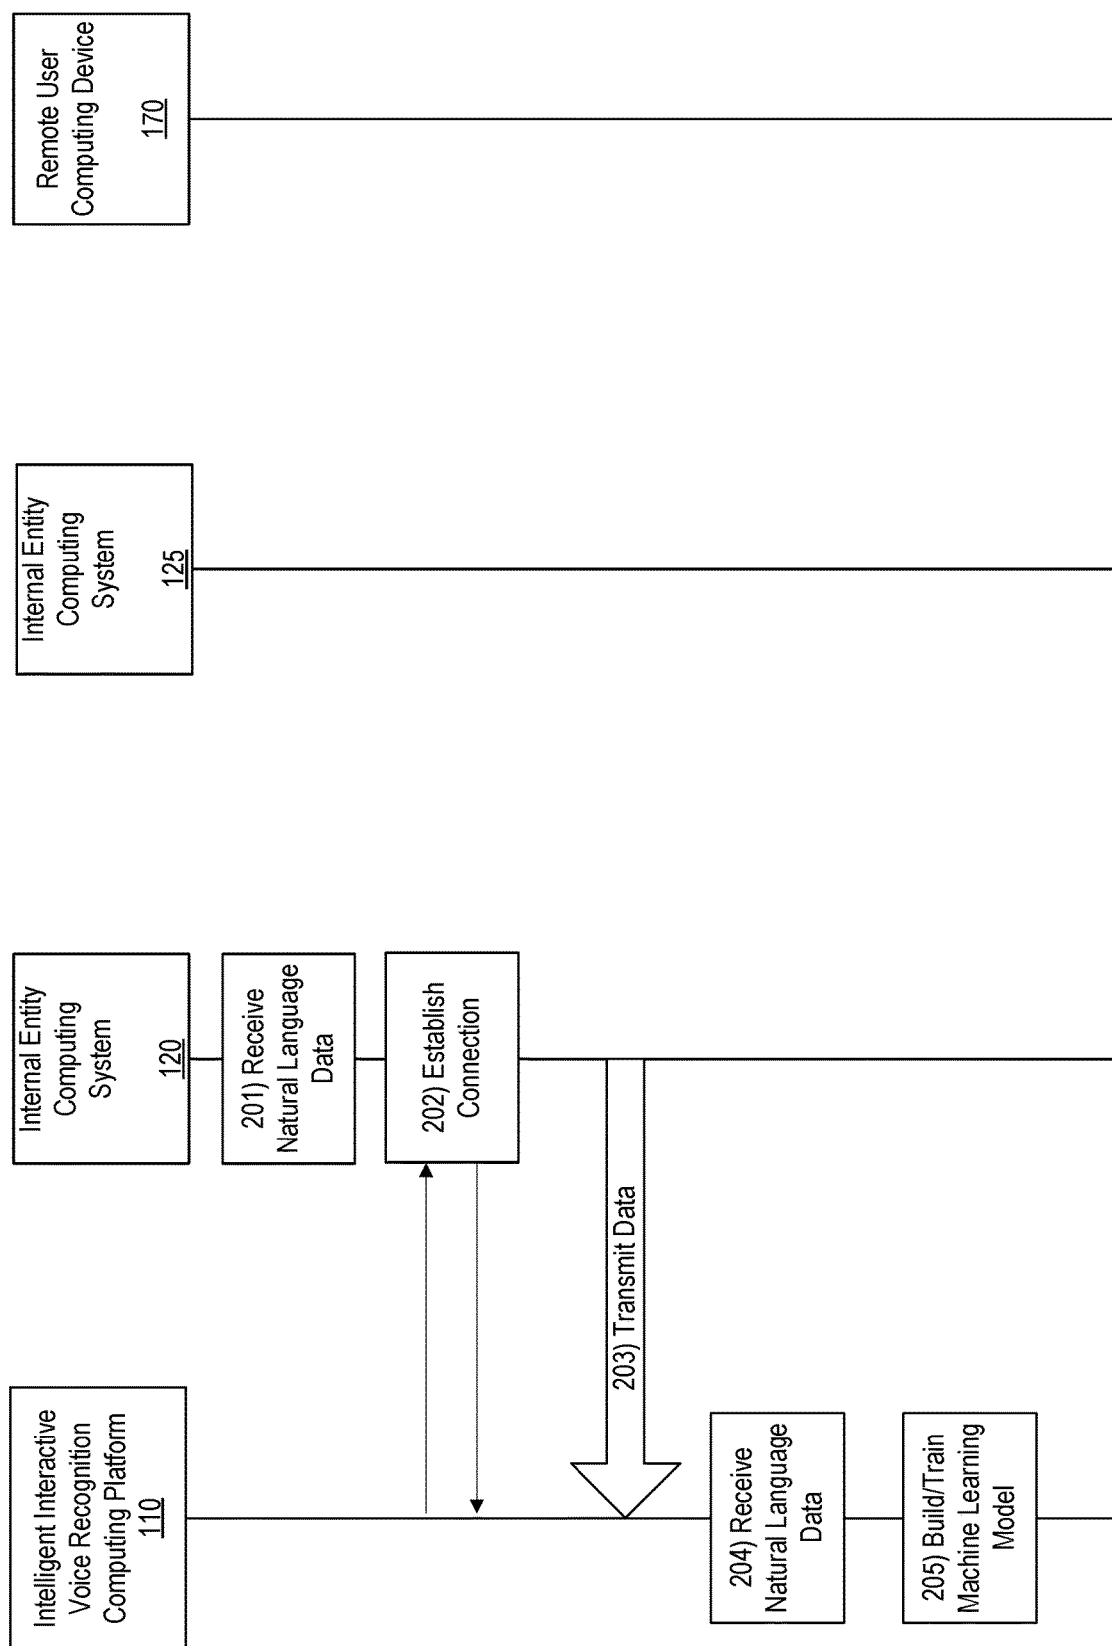 Intelligent Interactive
Voice Recognition
Computing Platform
110
Internal Entity
Computing
System
120
Internal Entity
Computing
System
125
Remote User
Computing Device
170
201) Receive
Natural Language
Data
202) Establish
Connection
203) Transmit Data
204) Receive
Natural Language
Data
205) Build/Train
Machine Learning
Model